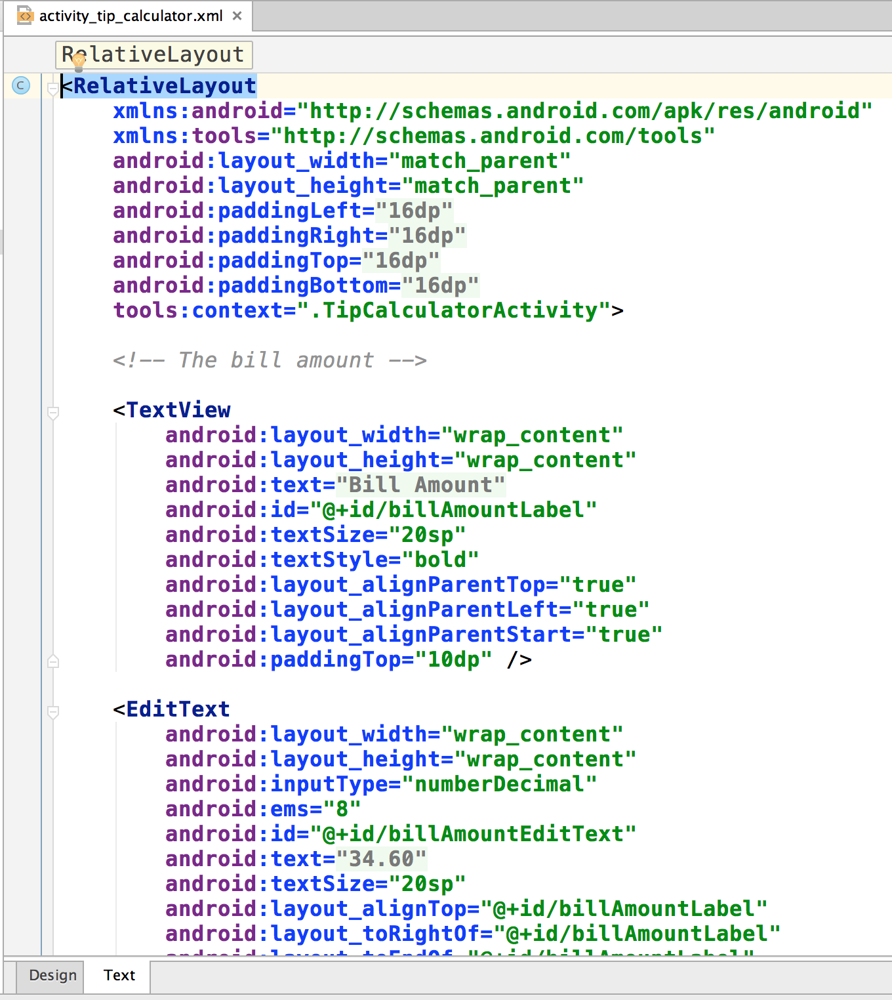 activity_tip_calculator.xml
RelativeLayout
C <RelativeLayout
xmlns:android="http://schemas.android.com/apk/res/android"
xmlns:tools="http://schemas.android.com/tools"
android:layout_width="match_parent"
android:layout_height="match_parent"
android:paddingLeft="16dp"
android:paddingRight="16dp"
android:paddingTop="16dp"
android:paddingBottom="16dp"
tools:context=".TipCalculatorActivity">
<!-- The bill amount -->
<TextView
android:layout_width="wrap_content"
android:layout_height="wrap_content"
android:text="Bill Amount"
android:id="@+id/billAmountLabel"
android:textSize="20sp"
android:textStyle="bold"
android:layout_alignParentTop="true"
android:layout_alignParentLeft="true"
android:layout_alignParentStart="true"
android:paddingTop="10dp" />
<EditText
android:layout_width="wrap_content"
android:layout_height="wrap_content"
android:inputType="numberDecimal"
android:ems="8"
android:id="@+id/billAmountEditText"
android:text="34.60"
android:textSize="20sp"
android:layout_alignTop="@+id/billAmountLabel"
android:layout_toRightOf="@+id/billAmountLabel"
android:layout_toEndOf="@+id/billAmountLabel"
Design Text